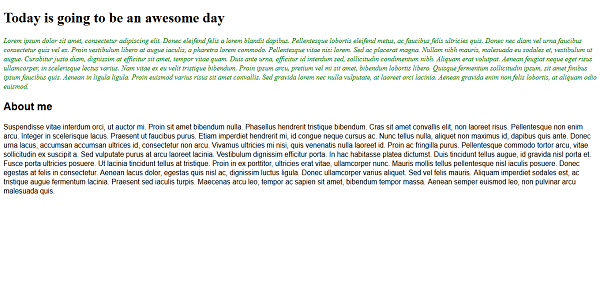 Today is going to be an awesome day
Lorem ipsum dolor sit amet, consectetur adipiscing elit. Donec eleifend felis a lorem blandit dapibus. Pellentesque lobortis eleifend metus, ac faucibus felis ultricies quis. Donec nec diam vel urna faucibus
consectetur quis vel ex. Proin vestibulum libero at augue iaculis, a pharetra lorem commodo. Pellentesque vitae nisi lorem. Sed ac placerat magna. Nullam nibh mauris, malesuada eu sodales et, vestibulum ut
augue. Curabitur justo diam, dignissim at efficitur sit amet, tempor vitae quam. Duis ante urna, efficitur id interdum sed, sollicitudin condimentum nibh. Aliquam erat volutpat. Aenean feugiat neque eget risus
ullamcorper, in scelerisque lectus varius. Nam vitae ex eu velit tristique bibendum. Proin ipsum arcu, pretium vel mi sit amet, bibendum lobortis libero. Quisque fermentum sollicitudin ipsum, sit amet finibus
ipsum faucibus quis. Aenean in ligula ligula. Proin euismod varius risus sit amet convallis. Sed gravida lorem nec nulla vulputate, at laoreet orci lacinia. Aenean gravida enim non felis lobortis, at aliquam odio
euismod.
About me
Suspendisse vitae interdum orci, ut auctor mi. Proin sit amet bibendum nulla. Phasellus hendrerit tristique bibendum. Cras sit amet convallis elit, non laoreet risus. Pellentesque non enim
arcu. Integer in scelerisque lacus. Praesent ut faucibus purus. Etiam imperdiet hendrerit mi, id congue neque cursus ac. Nunc tellus nulla, aliquet non maximus id, dapibus quis ante. Donec
urna lacus, accumsan accumsan ultrices id, consectetur non arcu. Vivamus ultricies mi nisi, quis venenatis nulla laoreet id. Proin ac fringilla purus. Pellentesque commodo tortor arcu, vitae
sollicitudin ex suscipit a. Sed vulputate purus at arcu laoreet lacinia. Vestibulum dignissim efficitur porta. In hac habitasse platea dictumst. Duis tincidunt tellus augue, id gravida nisl porta et.
Fusce porta ultricies posuere. Ut lacinia tincidunt tellus at tristique. Proin in ex porttitor, ultricies erat vitae, ullamcorper nunc. Mauris mollis tellus pellentesque nisl iaculis posuere. Donec
egestas at felis in consectetur. Aenean lacus dolor, egestas quis nisl ac, dignissim luctus ligula. Donec ullamcorper varius aliquet. Sed vel felis mauris. Aliquam imperdiet sodales est, ac
tristique augue fermentum lacinia. Praesent sed iaculis turpis. Maecenas arcu leo, tempor ac sapien sit amet, bibendum tempor massa. Aenean semper euismod leo, non pulvinar arcu
malesuada quis.